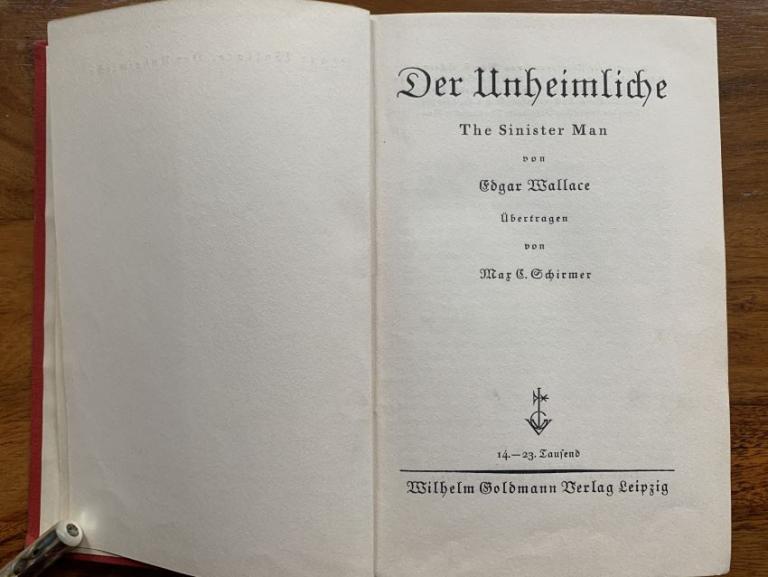 Der Unheimliche
The Sinister Man
von
Edgar Wallace
Übertragen
von
Max C. Schirmer
14.—23. Tausend
Wilhelm Goldmann Verlag Leipzig